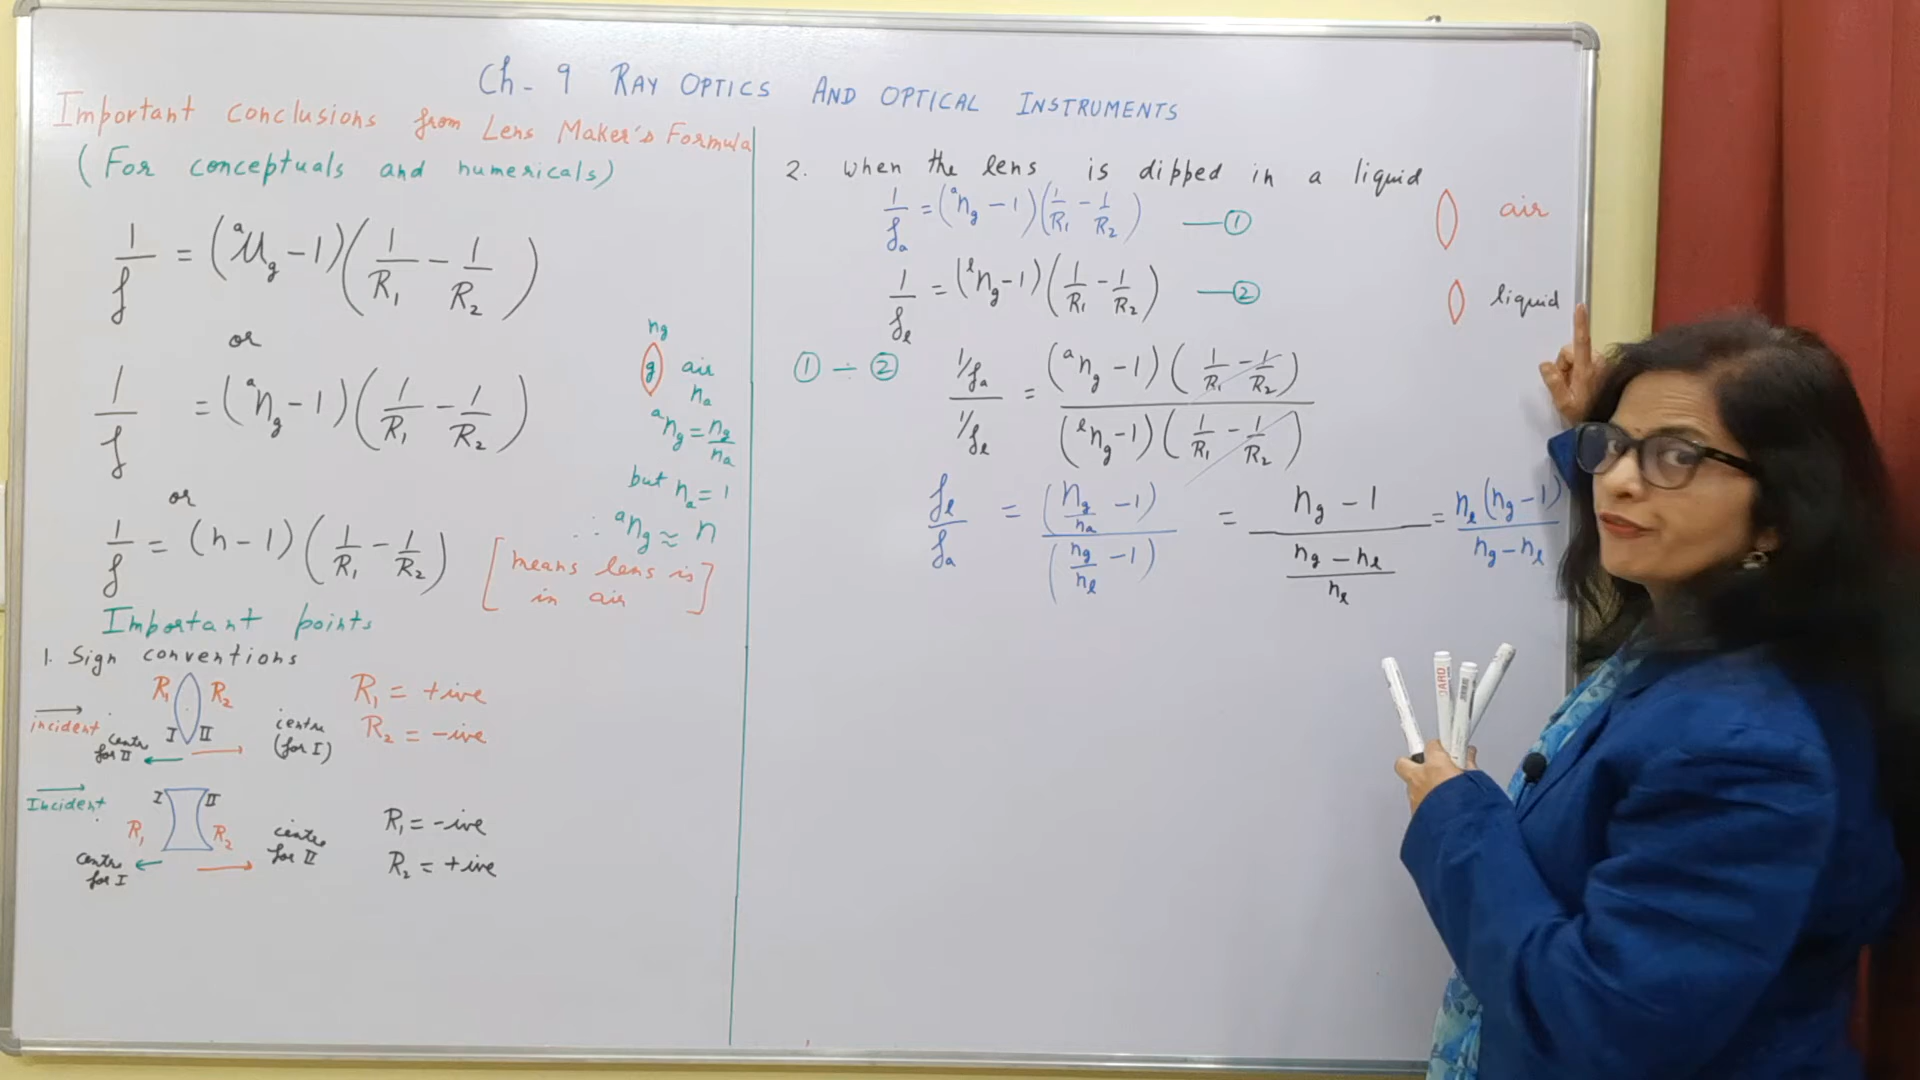 Ch - 9 RAY OPTICS AND OPTICAL INSTRUMENTS
Important conclusions from Lens Maker's Formula
(For conceptuals and numericals)
1/f = (ᵃμg - 1)(1/R₁ - 1/R₂)
or
1/f = (ᵃng - 1)(1/R₁ - 1/R₂)
or
1/f = (n - 1)(1/R₁ - 1/R₂)
ng
g air
na
ᵃng = ng/na
but na = 1
∴ ᵃng ≈ n
[means lens is
in air]
Important points
1. Sign conventions
R₁ R₂
incident
I II
centre for II
centre (for I)
R₁ = +ive
R₂ = -ive
Incident
I II
R₁ R₂
centre for I
centre for II
R₁ = -ive
R₂ = +ive
2. when the lens is dipped in a liquid
1/fa = (ᵃng - 1)(1/R₁ - 1/R₂) — ①
air
1/fℓ = (ˡng - 1)(1/R₁ - 1/R₂) — ②
liquid
① ÷ ② (1/fa)/(1/fℓ) = (ᵃng - 1)(1/R₁ - 1/R₂) / (ˡng - 1)(1/R₁ - 1/R₂)
fℓ/fa = (ng/na - 1)/(ng/nℓ - 1) = (ng - 1)/((ng - nℓ)/nℓ) = nℓ(ng - 1)/(ng - nℓ)